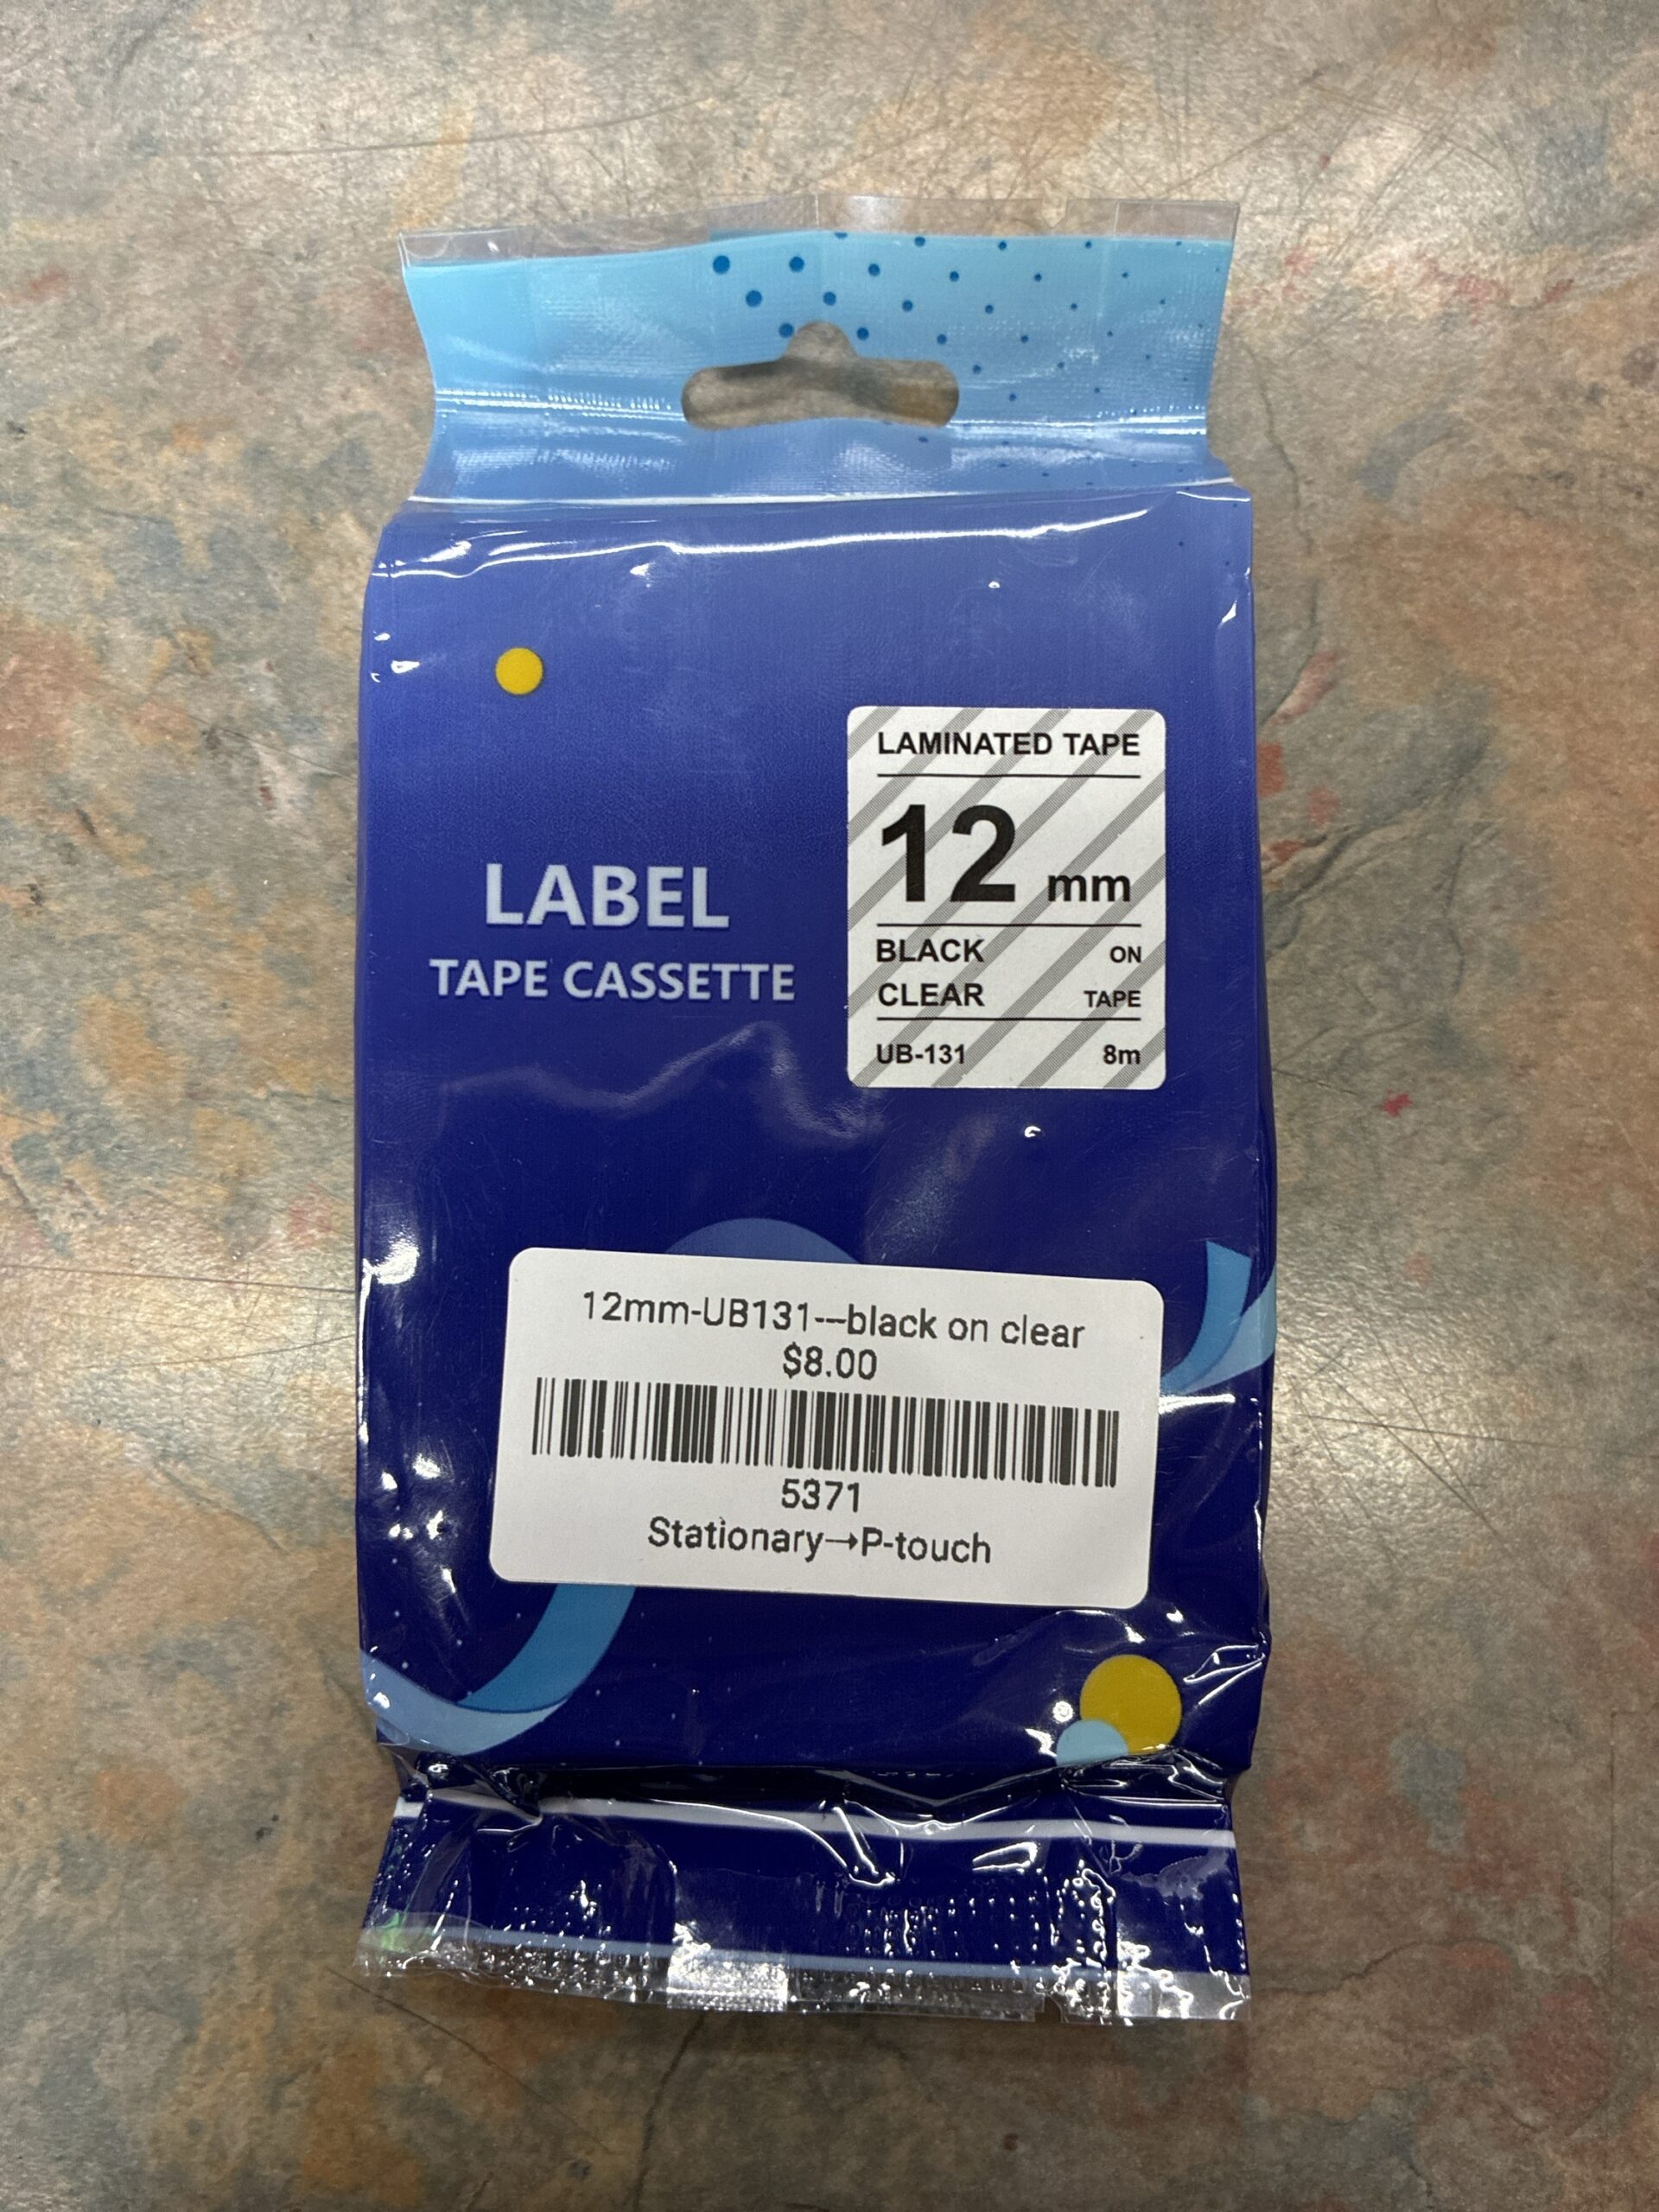 LABEL
TAPE CASSETTE
LAMINATED TAPE
12 mm
BLACK ON
CLEAR TAPE
UB-131 8m
12mm-UB131---black on clear
$8.00
5371
Stationary→P-touch